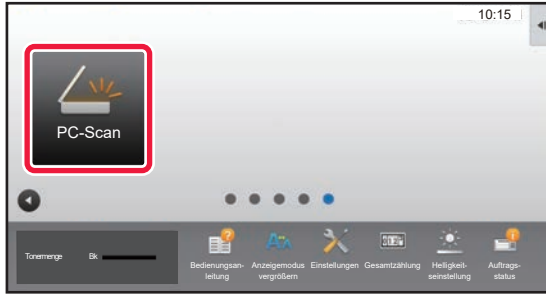 10:15
PC-Scan
Tonermenge Bk
Bedienungsan-
leitung
Anzeigemodus
vergrößern
Einstellungen
Gesamtzählung
Helligkeit-
seinstellung
Auftrags-
status